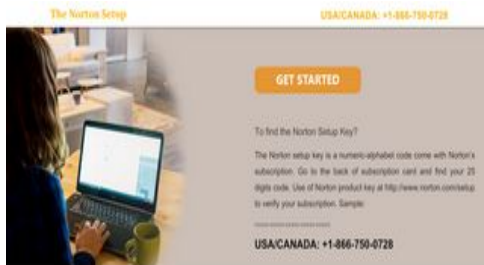 The Norton Setup
USA/CANADA: +1-866-750-0728
GET STARTED
To find the Norton Setup Key?
The Norton setup key is a numeric-alphabet code come with Norton's
subscription. Go to the back of subscription card and find your 25
digits code. Use of Norton product key at http://www.norton.com/setup
to verify your subscription. Sample:
USA/CANADA: +1-866-750-0728